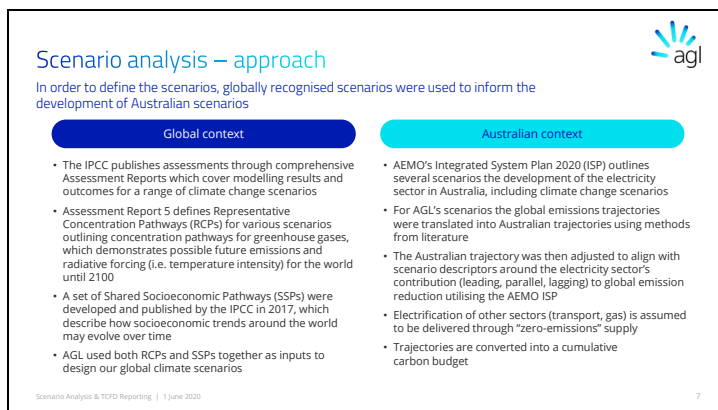 Scenario analysis – approach
agl
In order to define the scenarios, globally recognised scenarios were used to inform the
development of Australian scenarios
Global context
• The IPCC publishes assessments through comprehensive
Assessment Reports which cover modelling results and
outcomes for a range of climate change scenarios
• Assessment Report 5 defines Representative
Concentration Pathways (RCPs) for various scenarios
outlining concentration pathways for greenhouse gases,
which demonstrates possible future emissions and
radiative forcing (i.e. temperature intensity) for the world
until 2100
• A set of Shared Socioeconomic Pathways (SSPs) were
developed and published by the IPCC in 2017, which
describe how socioeconomic trends around the world
may evolve over time
• AGL used both RCPs and SSPs together as inputs to
design our global climate scenarios
Australian context
• AEMO's Integrated System Plan 2020 (ISP) outlines
several scenarios the development of the electricity
sector in Australia, including climate change scenarios
• For AGL's scenarios the global emissions trajectories
were translated into Australian trajectories using methods
from literature
• The Australian trajectory was then adjusted to align with
scenario descriptors around the electricity sector's
contribution (leading, parallel, lagging) to global emission
reduction utilising the AEMO ISP
• Electrification of other sectors (transport, gas) is assumed
to be delivered through "zero-emissions" supply
• Trajectories are converted into a cumulative
carbon budget
Scenario Analysis & TCFD Reporting | 1 June 2020
7